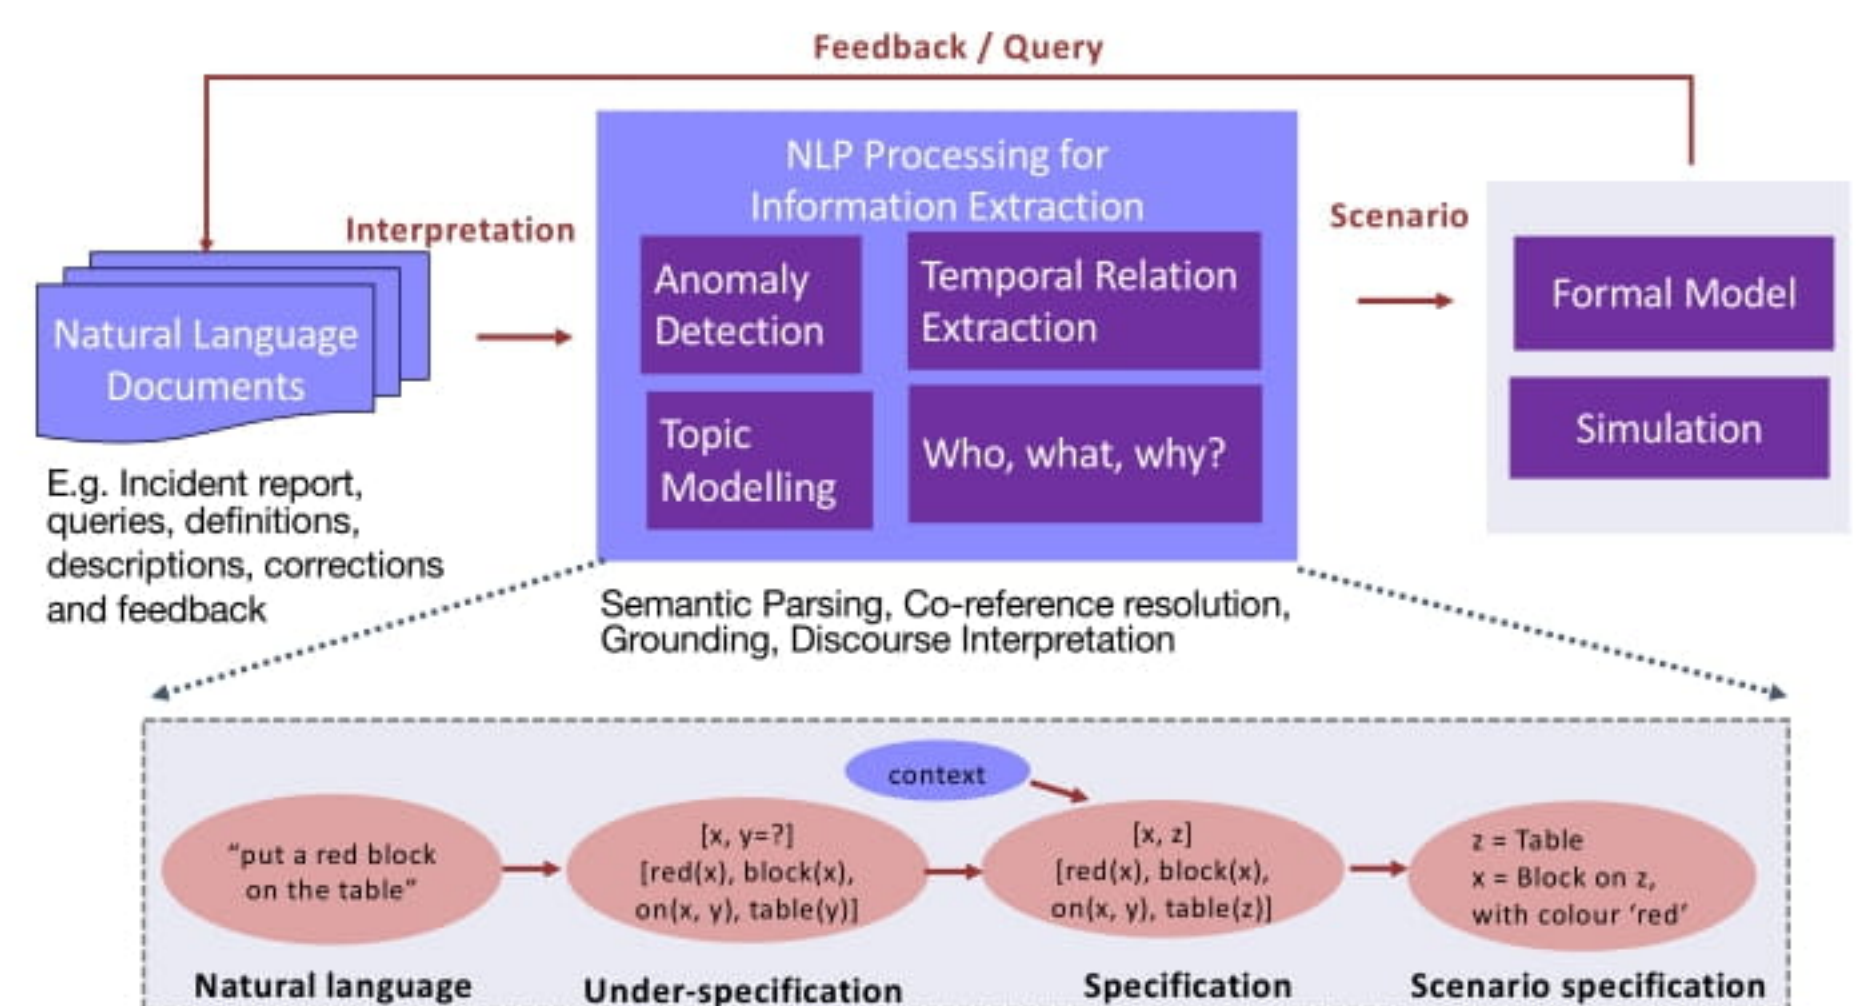 Feedback / Query
Interpretation
Natural Language
Documents
E.g. Incident report,
queries, definitions,
descriptions, corrections
and feedback
NLP Processing for
Information Extraction
Anomaly
Detection
Temporal Relation
Extraction
Topic
Modelling
Who, what, why?
Semantic Parsing, Co-reference resolution,
Grounding, Discourse Interpretation
Scenario
Formal Model
Simulation
context
“put a red block
on the table”
[x, y=?]
[red(x), block(x),
on(x, y), table(y)]
[x, z]
[red(x), block(x),
on(x, y), table(z)]
z = Table
x = Block on z,
with colour ‘red’
Natural language
Under-specification
Specification
Scenario specification